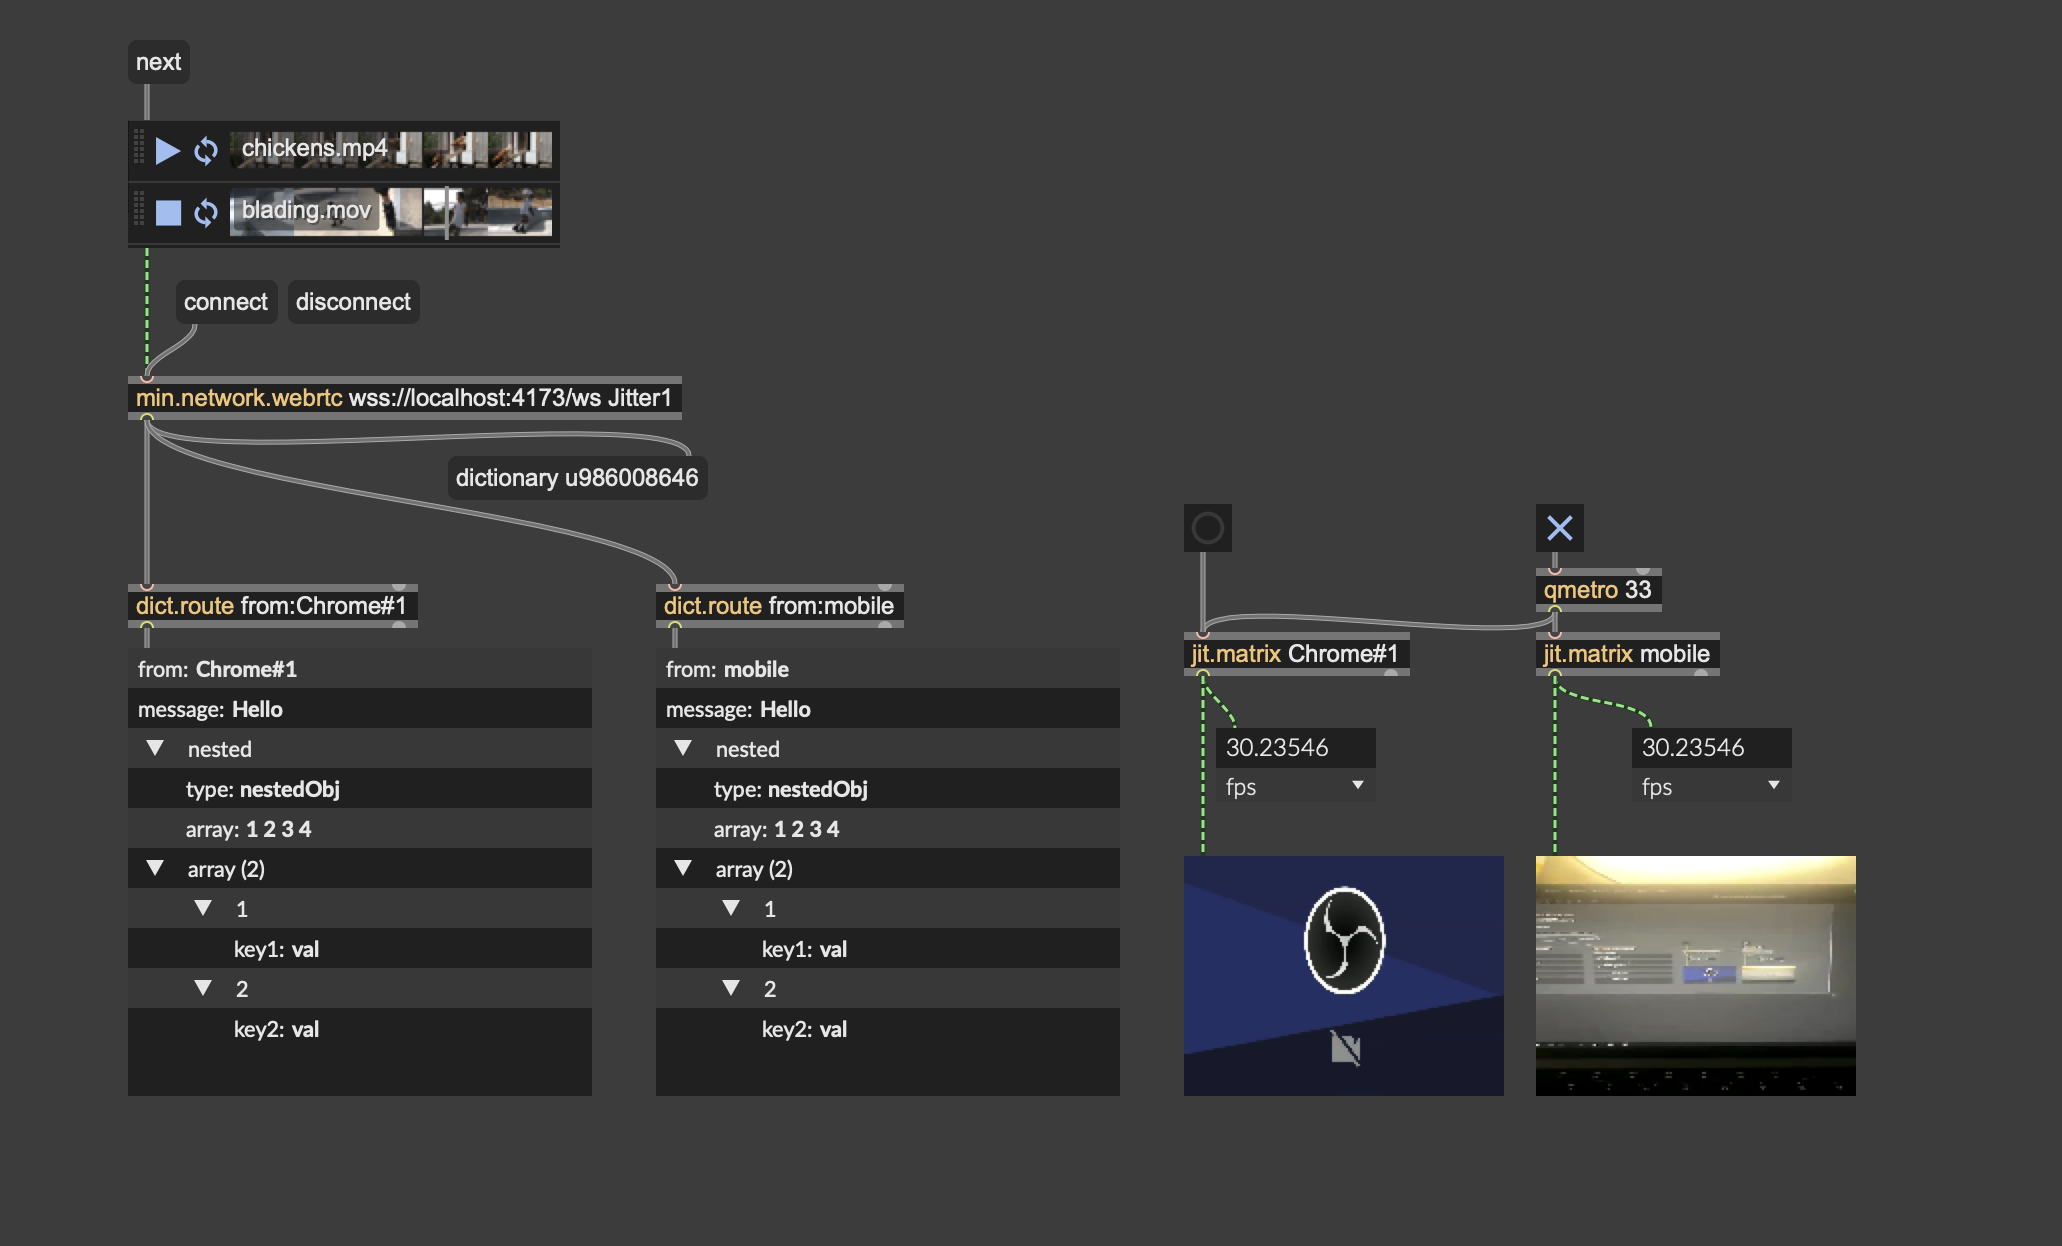 next
chickens.mp4
blading.mov
connect
disconnect
min.network.webrtc wss://localhost:4173/ws Jitter1
dictionary u986008646
dict.route from:Chrome#1
from: Chrome#1
message: Hello
nested
type: nestedObj
array: 1 2 3 4
array (2)
1
key1: val
2
key2: val
dict.route from:mobile
from: mobile
message: Hello
nested
type: nestedObj
array: 1 2 3 4
array (2)
1
key1: val
2
key2: val
qmetro 33
jit.matrix Chrome#1
jit.matrix mobile
30.23546
fps
30.23546
fps